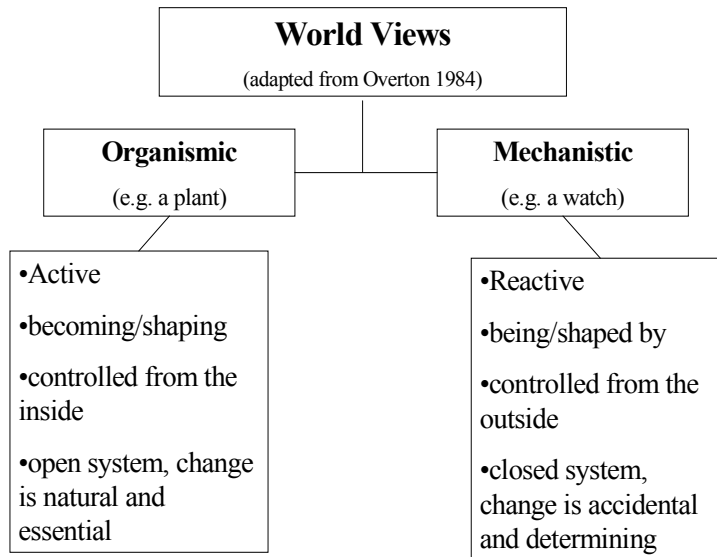 World Views
(adapted from Overton 1984)
Organismic
(e.g. a plant)
Mechanistic
(e.g. a watch)
•Active
•becoming/shaping
•controlled from the
inside
•open system, change
is natural and
essential
•Reactive
•being/shaped by
•controlled from the
outside
•closed system,
change is accidental
and determining